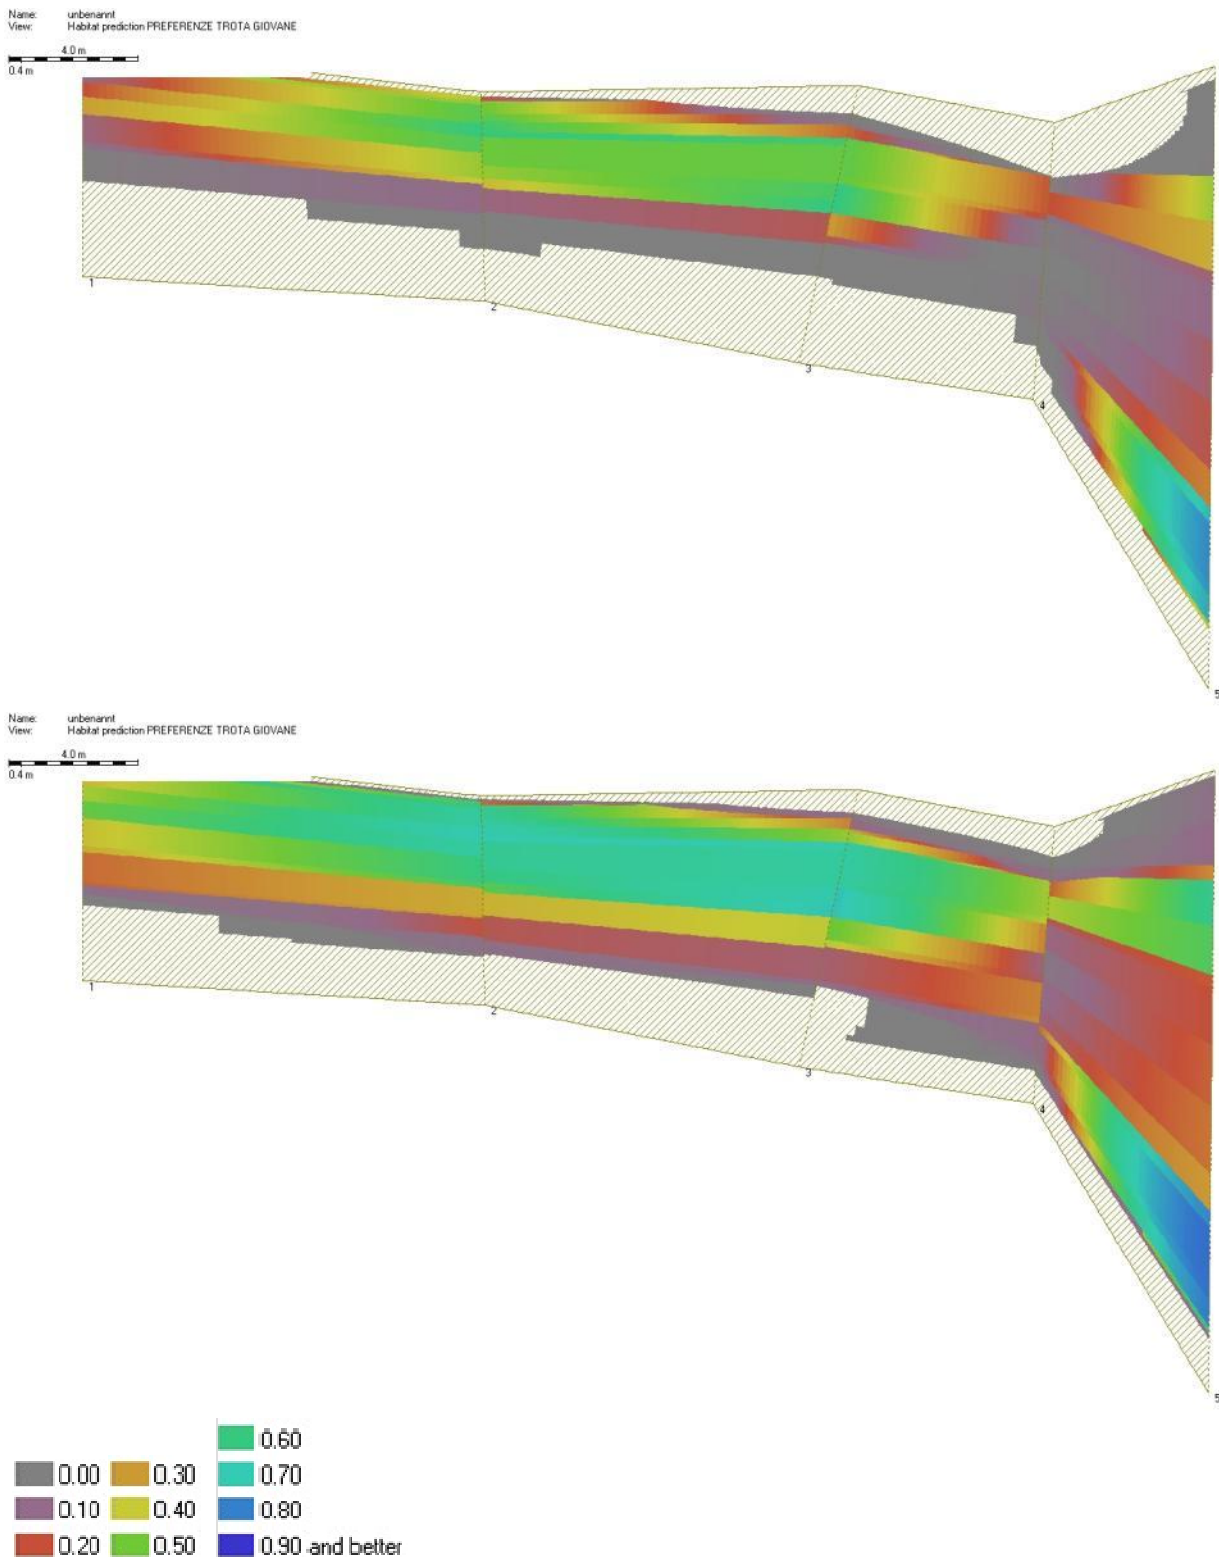 Name: unbenannt
View: Habitat prediction PREFERENZE TROTA GIOVANE
4.0 m
0.4 m
1
2
3
4
5
Name: unbenannt
View: Habitat prediction PREFERENZE TROTA GIOVANE
4.0 m
0.4 m
1
2
3
4
5
0.60
0.00 0.30 0.70
0.10 0.40 0.80
0.20 0.50 0.90 and better